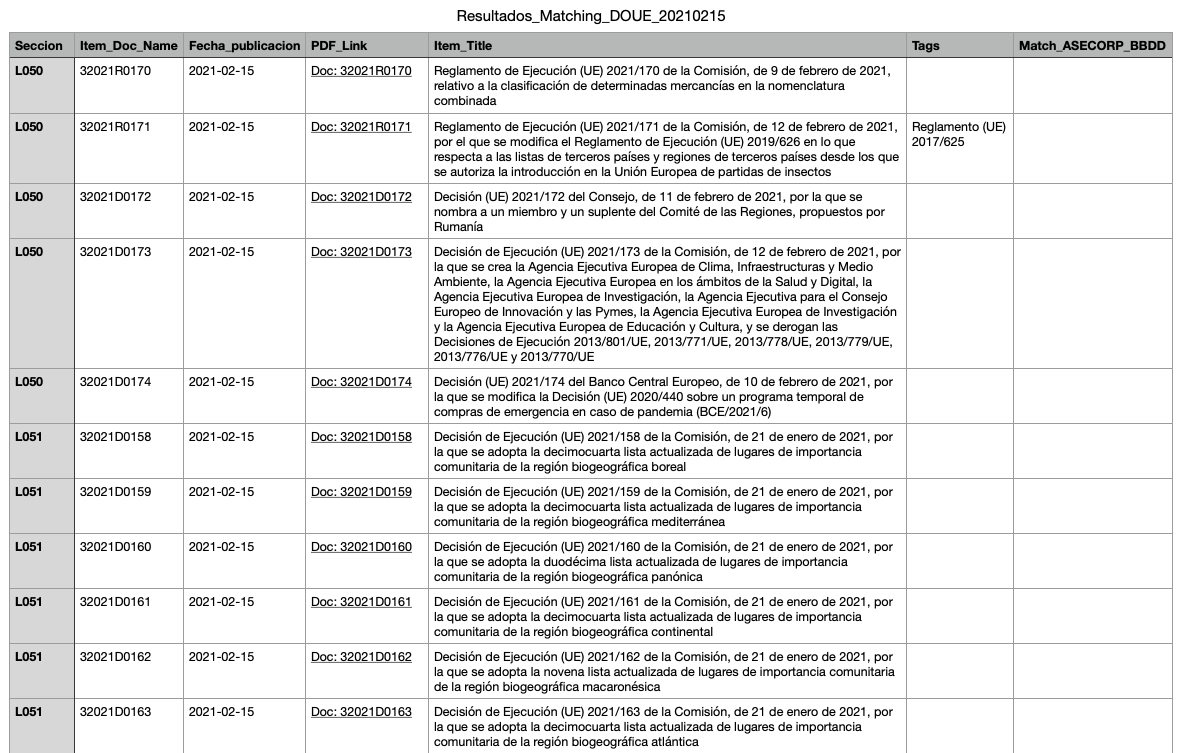 Resultados_Matching_DOUE_20210215
Seccion Item_Doc_Name Fecha_publicacion PDF_Link Item_Title Tags Match_ASECORP_BBDD
L050 32021R0170 2021-02-15 Doc: 32021R0170 Reglamento de Ejecución (UE) 2021/170 de la Comisión, de 9 de febrero de 2021,
relativo a la clasificación de determinadas mercancías en la nomenclatura
combinada
L050 32021R0171 2021-02-15 Doc: 32021R0171 Reglamento de Ejecución (UE) 2021/171 de la Comisión, de 12 de febrero de 2021, Reglamento (UE)
por el que se modifica el Reglamento de Ejecución (UE) 2019/626 en lo que 2017/625
respecta a las listas de terceros países y regiones de terceros países desde los que
se autoriza la introducción en la Unión Europea de partidas de insectos
L050 32021D0172 2021-02-15 Doc: 32021D0172 Decisión (UE) 2021/172 del Consejo, de 11 de febrero de 2021, por la que se
nombra a un miembro y un suplente del Comité de las Regiones, propuestos por
Rumanía
L050 32021D0173 2021-02-15 Doc: 32021D0173 Decisión de Ejecución (UE) 2021/173 de la Comisión, de 12 de febrero de 2021, por
la que se crea la Agencia Ejecutiva Europea de Clima, Infraestructuras y Medio
Ambiente, la Agencia Ejecutiva Europea en los ámbitos de la Salud y Digital, la
Agencia Ejecutiva Europea de Investigación, la Agencia Ejecutiva para el Consejo
Europeo de Innovación y las Pymes, la Agencia Ejecutiva Europea de Investigación
y la Agencia Ejecutiva Europea de Educación y Cultura, y se derogan las
Decisiones de Ejecución 2013/801/UE, 2013/771/UE, 2013/778/UE, 2013/779/UE,
2013/776/UE y 2013/770/UE
L050 32021D0174 2021-02-15 Doc: 32021D0174 Decisión (UE) 2021/174 del Banco Central Europeo, de 10 de febrero de 2021, por
la que se modifica la Decisión (UE) 2020/440 sobre un programa temporal de
compras de emergencia en caso de pandemia (BCE/2021/6)
L051 32021D0158 2021-02-15 Doc: 32021D0158 Decisión de Ejecución (UE) 2021/158 de la Comisión, de 21 de enero de 2021, por
la que se adopta la decimocuarta lista actualizada de lugares de importancia
comunitaria de la región biogeográfica boreal
L051 32021D0159 2021-02-15 Doc: 32021D0159 Decisión de Ejecución (UE) 2021/159 de la Comisión, de 21 de enero de 2021, por
la que se adopta la decimocuarta lista actualizada de lugares de importancia
comunitaria de la región biogeográfica mediterránea
L051 32021D0160 2021-02-15 Doc: 32021D0160 Decisión de Ejecución (UE) 2021/160 de la Comisión, de 21 de enero de 2021, por
la que se adopta la duodécima lista actualizada de lugares de importancia
comunitaria de la región biogeográfica panónica
L051 32021D0161 2021-02-15 Doc: 32021D0161 Decisión de Ejecución (UE) 2021/161 de la Comisión, de 21 de enero de 2021, por
la que se adopta la decimocuarta lista actualizada de lugares de importancia
comunitaria de la región biogeográfica continental
L051 32021D0162 2021-02-15 Doc: 32021D0162 Decisión de Ejecución (UE) 2021/162 de la Comisión, de 21 de enero de 2021, por
la que se adopta la novena lista actualizada de lugares de importancia comunitaria
de la región biogeográfica macaronésica
L051 32021D0163 2021-02-15 Doc: 32021D0163 Decisión de Ejecución (UE) 2021/163 de la Comisión, de 21 de enero de 2021, por
la que se adopta la decimocuarta lista actualizada de lugares de importancia
comunitaria de la región biogeográfica atlántica